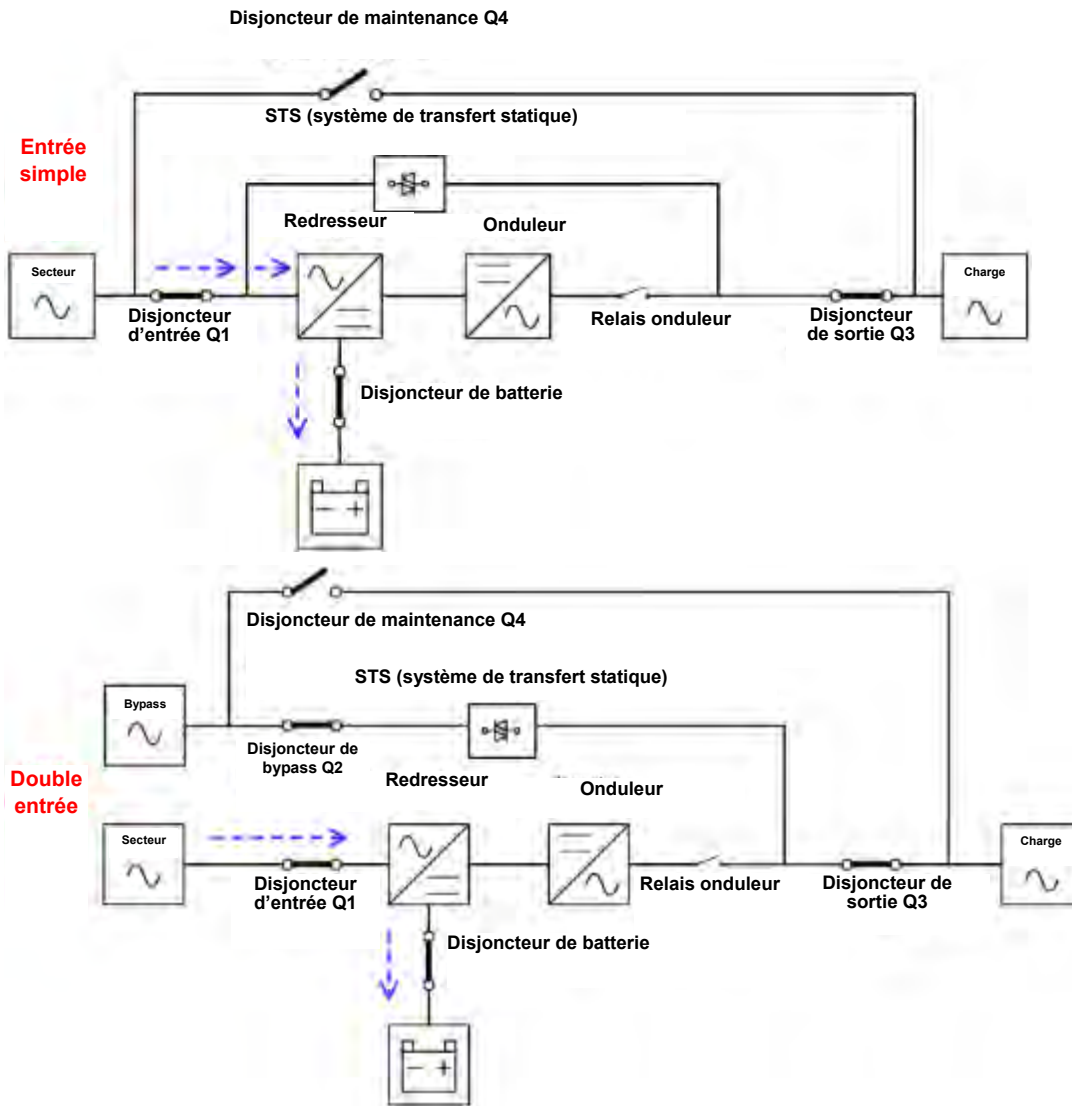 Disjoncteur de maintenance Q4
STS (système de transfert statique)
Entrée
simple
Redresseur
Onduleur
Secteur
Charge
Disjoncteur
d'entrée Q1
Relais onduleur
Disjoncteur
de sortie Q3
Disjoncteur de batterie
Disjoncteur de maintenance Q4
STS (système de transfert statique)
Bypass
Disjoncteur de
bypass Q2
Redresseur
Onduleur
Double
entrée
Secteur
Charge
Disjoncteur
d'entrée Q1
Relais onduleur
Disjoncteur de
sortie Q3
Disjoncteur de batterie